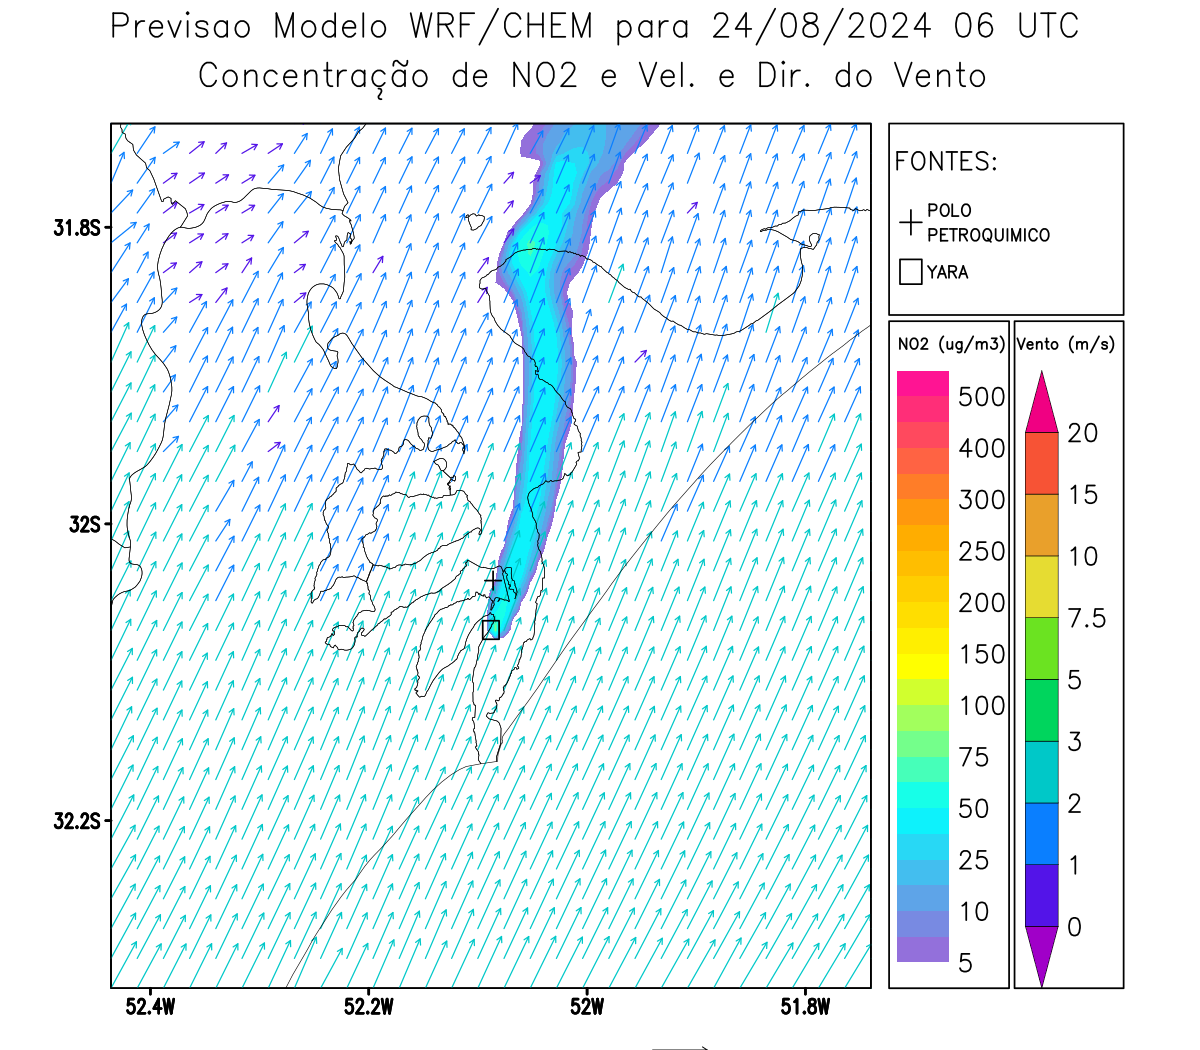 Previsao Modelo WRF/CHEM para 24/08/2024 06 UTC
Concentração de NO2 e Vel. e Dir. do Vento
FONTES:
POLO
PETROQUIMICO
YARA
31.8S
32S
32.2S
52.4W
52.2W
52W
51.8W
NO2 (ug/m3)
500
400
300
250
200
150
100
75
50
25
10
5
Vento (m/s)
20
15
10
7.5
5
3
2
1
0